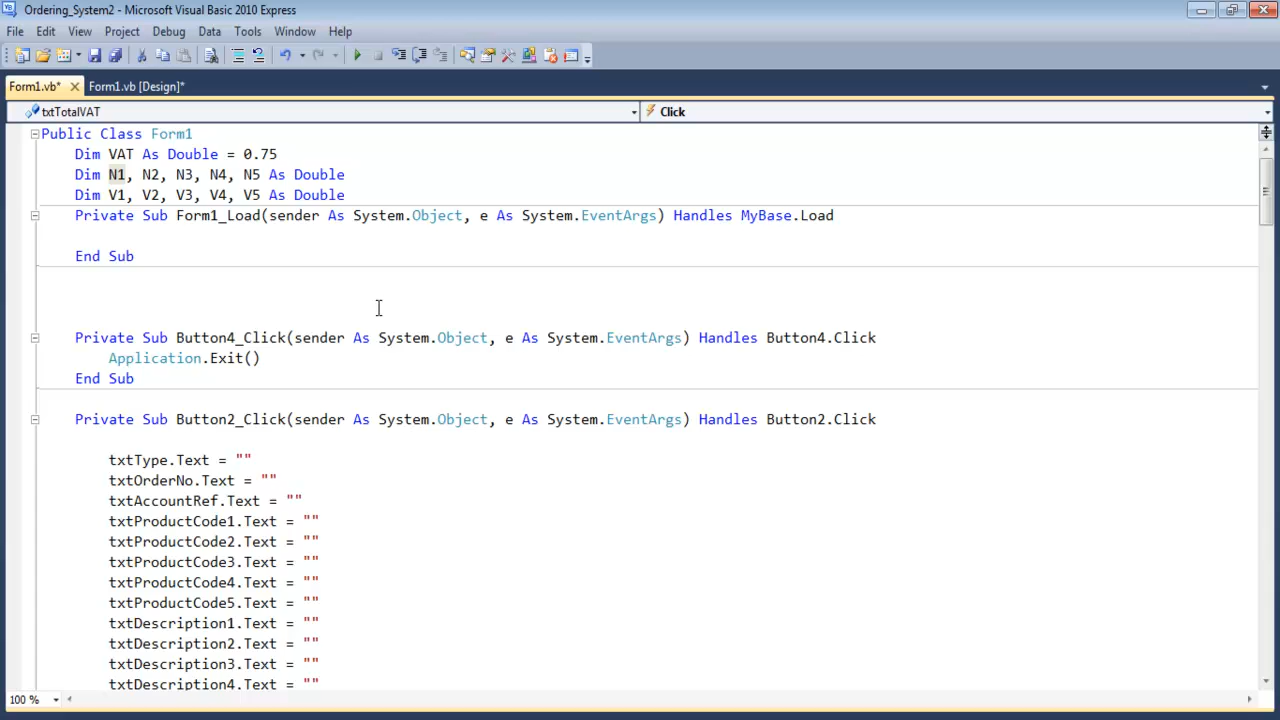 Ordering_System2 - Microsoft Visual Basic 2010 Express
File Edit View Project Debug Data Tools Window Help
Form1.vb* Form1.vb [Design]*
txtTotalVAT Click
Public Class Form1
Dim VAT As Double = 0.75
Dim N1, N2, N3, N4, N5 As Double
Dim V1, V2, V3, V4, V5 As Double
Private Sub Form1_Load(sender As System.Object, e As System.EventArgs) Handles MyBase.Load
End Sub
Private Sub Button4_Click(sender As System.Object, e As System.EventArgs) Handles Button4.Click
Application.Exit()
End Sub
Private Sub Button2_Click(sender As System.Object, e As System.EventArgs) Handles Button2.Click
txtType.Text = ""
txtOrderNo.Text = ""
txtAccountRef.Text = ""
txtProductCode1.Text = ""
txtProductCode2.Text = ""
txtProductCode3.Text = ""
txtProductCode4.Text = ""
txtProductCode5.Text = ""
txtDescription1.Text = ""
txtDescription2.Text = ""
txtDescription3.Text = ""
txtDescription4.Text = ""
100 %